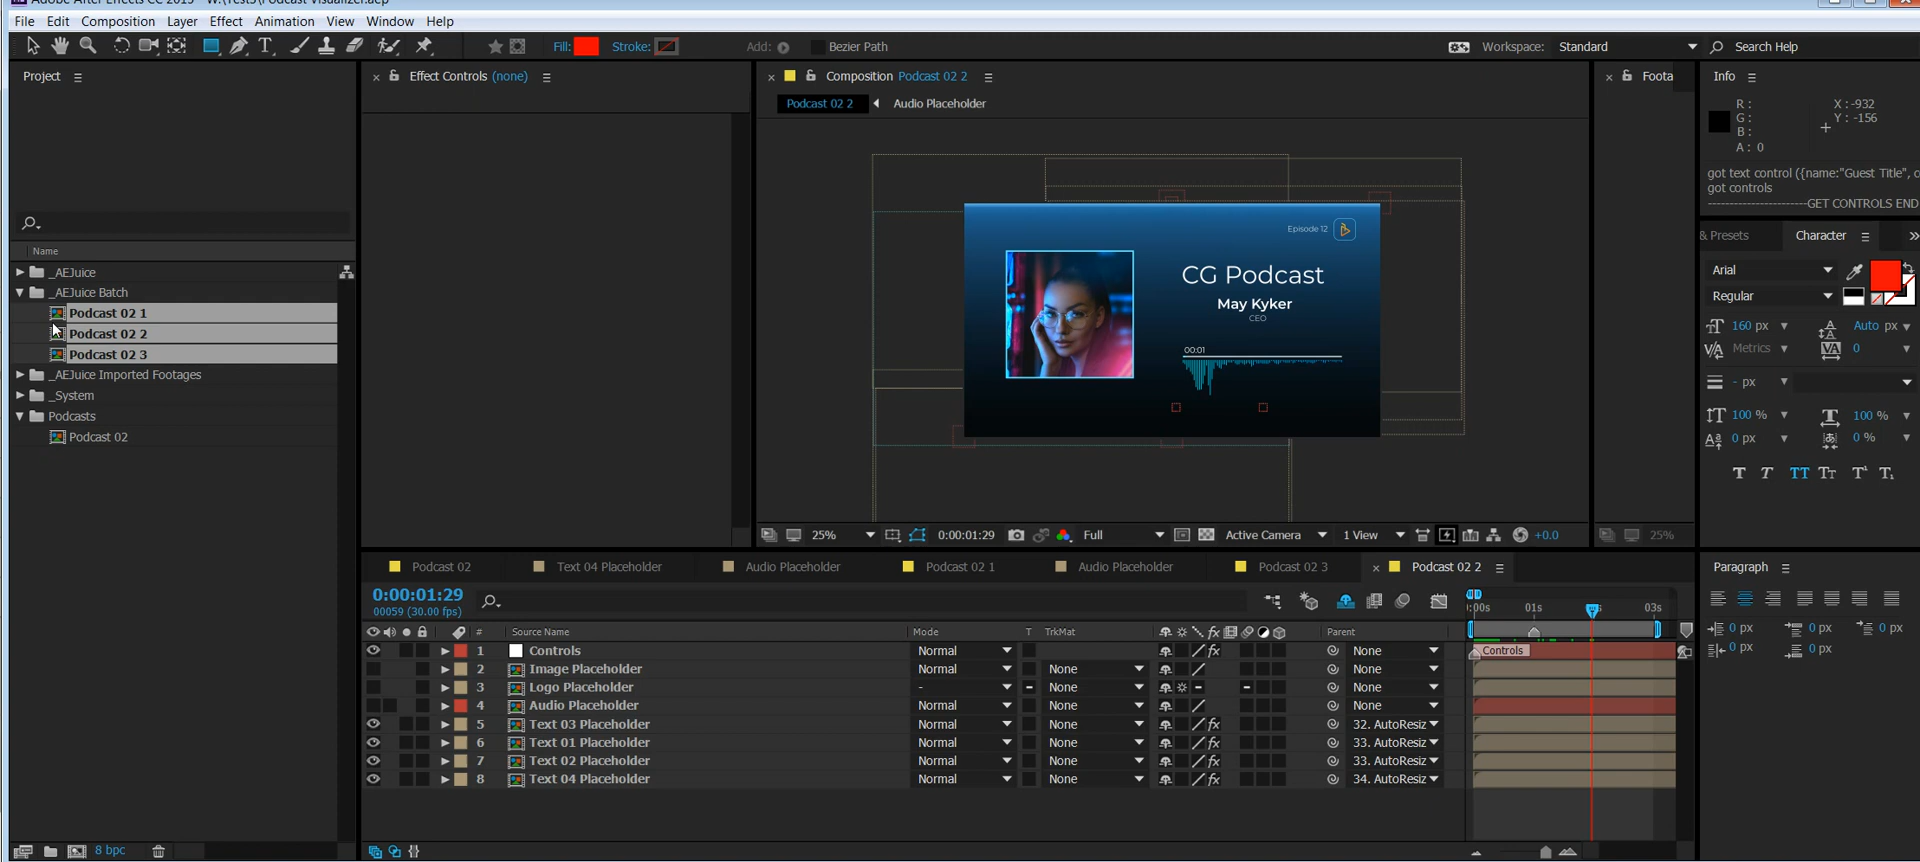 Adobe After Effects CC 2015 - W:\Test5\Podcast Visualizer.aep
File Edit Composition Layer Effect Animation View Window Help
Fill: Stroke: Add: Bezier Path Workspace: Standard Search Help
Project
Effect Controls (none)
Composition Podcast 02 2
Foota
Info
Podcast 02 2 Audio Placeholder
R :
G :
B :
A : 0
X : -932
Y : -156
got text control ({name:"Guest Title", c
got controls
GET CONTROLS END
Name
_AEJuice
_AEJuice Batch
Podcast 02 1
Podcast 02 2
Podcast 02 3
_AEJuice Imported Footages
_System
Podcasts
Podcast 02
8 bpc
Episode 12
CG Podcast
May Kyker
CEO
00:01
25% 0:00:01:29 Full Active Camera 1 View +0.0
25%
& Presets Character
Arial
Regular
160 px Auto px
Metrics 0
- px
100 % 100 %
0 px 0 %
T T TT Tt T¹ T₁
Paragraph
0 px 0 px 0 px
0 px 0 px
Podcast 02 Text 04 Placeholder Audio Placeholder Podcast 02 1 Audio Placeholder Podcast 02 3 Podcast 02 2
0:00:01:29
00059 (30.00 fps)
:00s 01s 03s
# Source Name Mode T TrkMat Parent
1 Controls Normal None Controls
2 Image Placeholder Normal None None
3 Logo Placeholder - None None
4 Audio Placeholder Normal None None
5 Text 03 Placeholder Normal None 32. AutoResiz
6 Text 01 Placeholder Normal None 33. AutoResiz
7 Text 02 Placeholder Normal None 33. AutoResiz
8 Text 04 Placeholder Normal None 34. AutoResiz